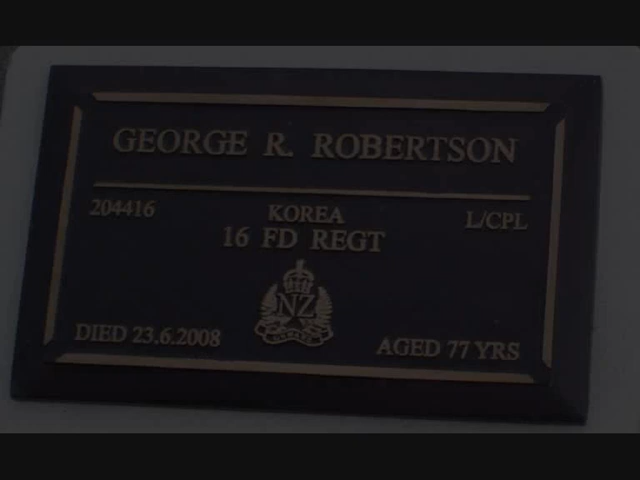 GEORGE R. ROBERTSON
204416 KOREA L/CPL
16 FD REGT
NZ
DIED 23.6.2008 AGED 77 YRS